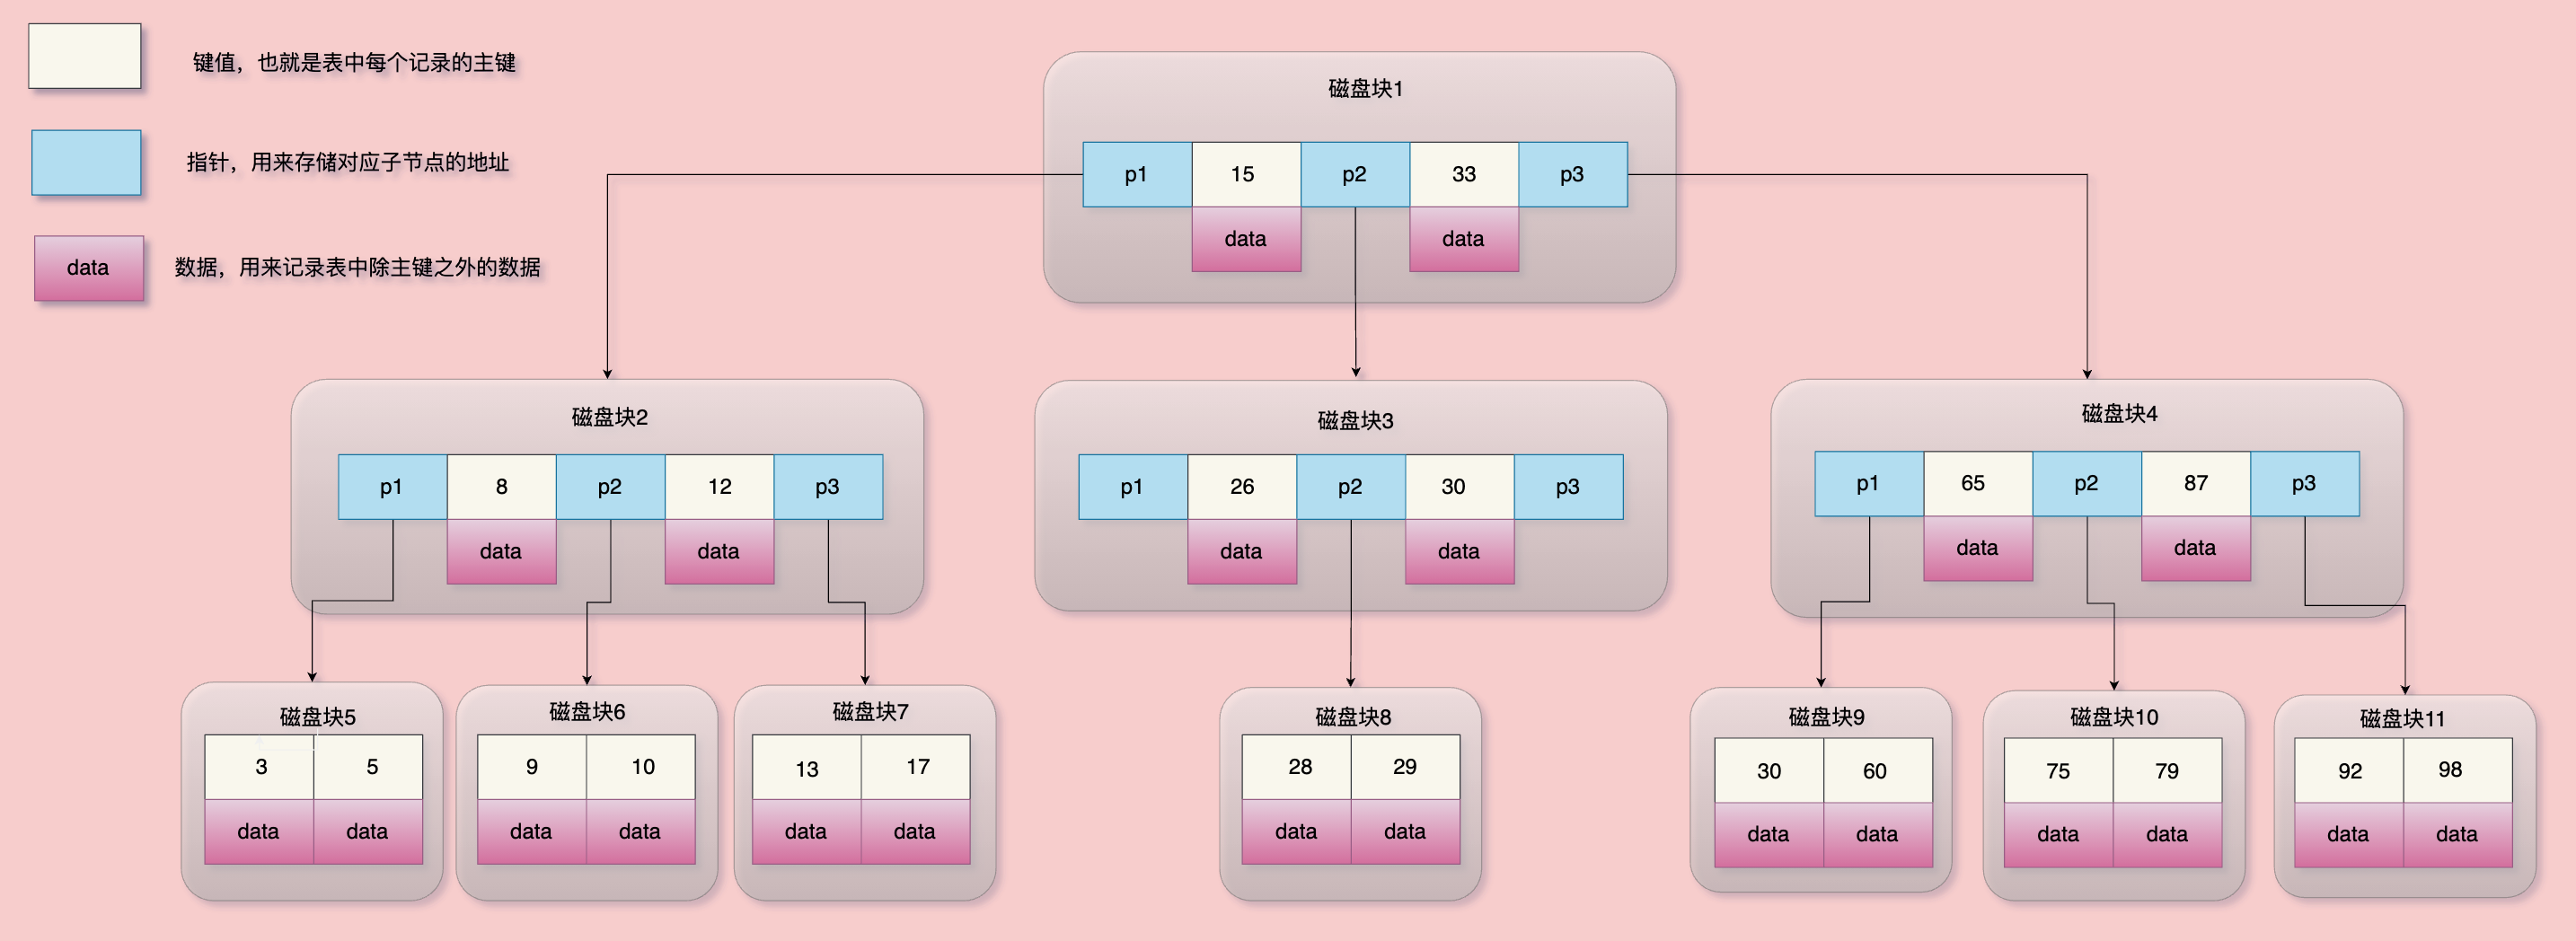 键值，也就是表中每个记录的主键
指针，用来存储对应子节点的地址
data 数据，用来记录表中除主键之外的数据
磁盘块1
p1 15 p2 33 p3
data data
磁盘块2
p1 8 p2 12 p3
data data
磁盘块3
p1 26 p2 30 p3
data data
磁盘块4
p1 65 p2 87 p3
data data
磁盘块5
3 5
data data
磁盘块6
9 10
data data
磁盘块7
13 17
data data
磁盘块8
28 29
data data
磁盘块9
30 60
data data
磁盘块10
75 79
data data
磁盘块11
92 98
data data